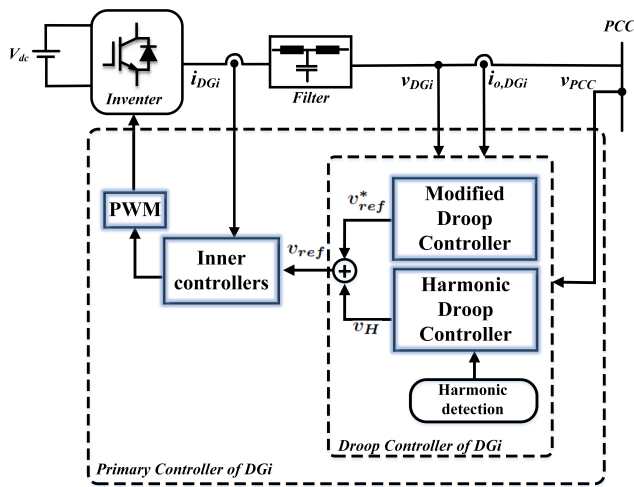 PCC
V_dc
Inventer
i_DGi
Filter
v_DGi
i_o,DGi
v_PCC
PWM
Inner
controllers
v_ref
v*_ref
+
v_H
Modified
Droop
Controller
Harmonic
Droop
Controller
Harmonic
detection
Droop Controller of DGi
Primary Controller of DGi